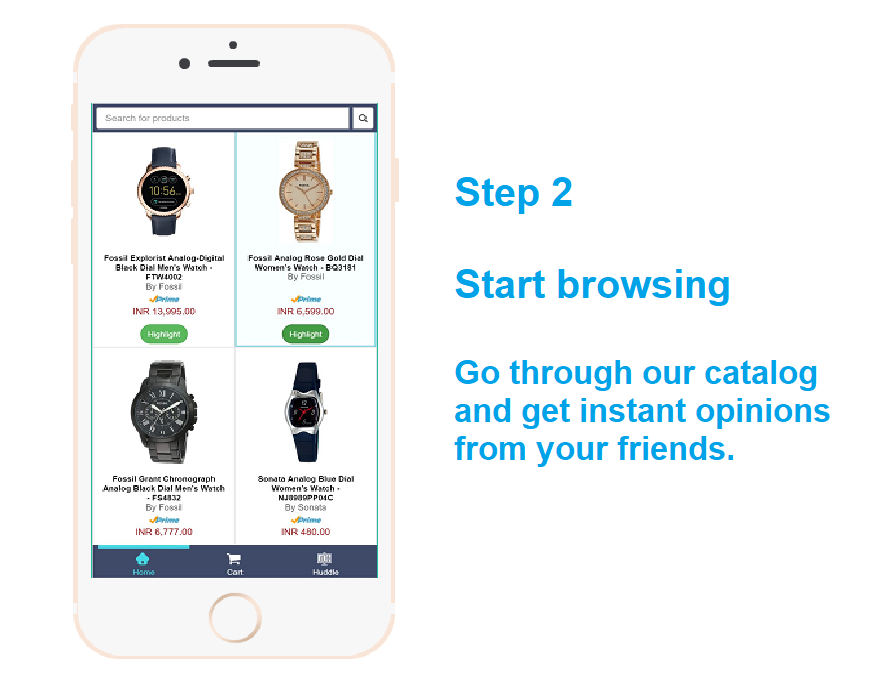 Search for products
10:56
Fossil Explorist Analog-Digital
Black Dial Men's Watch -
FTW4002
By Fossil
Prime
INR 13,995.00
Highlight
Fossil Analog Rose Gold Dial
Women's Watch - BQ3181
By Fossil
Prime
INR 6,599.00
Highlight
Fossil Grant Chronograph
Analog Black Dial Men's Watch
- FS4832
By Fossil
Prime
INR 6,777.00
Sonata Analog Blue Dial
Women's Watch -
NJ8989PP04C
By Sonata
Prime
INR 480.00
Home
Cart
Huddle
Step 2
Start browsing
Go through our catalog
and get instant opinions
from your friends.